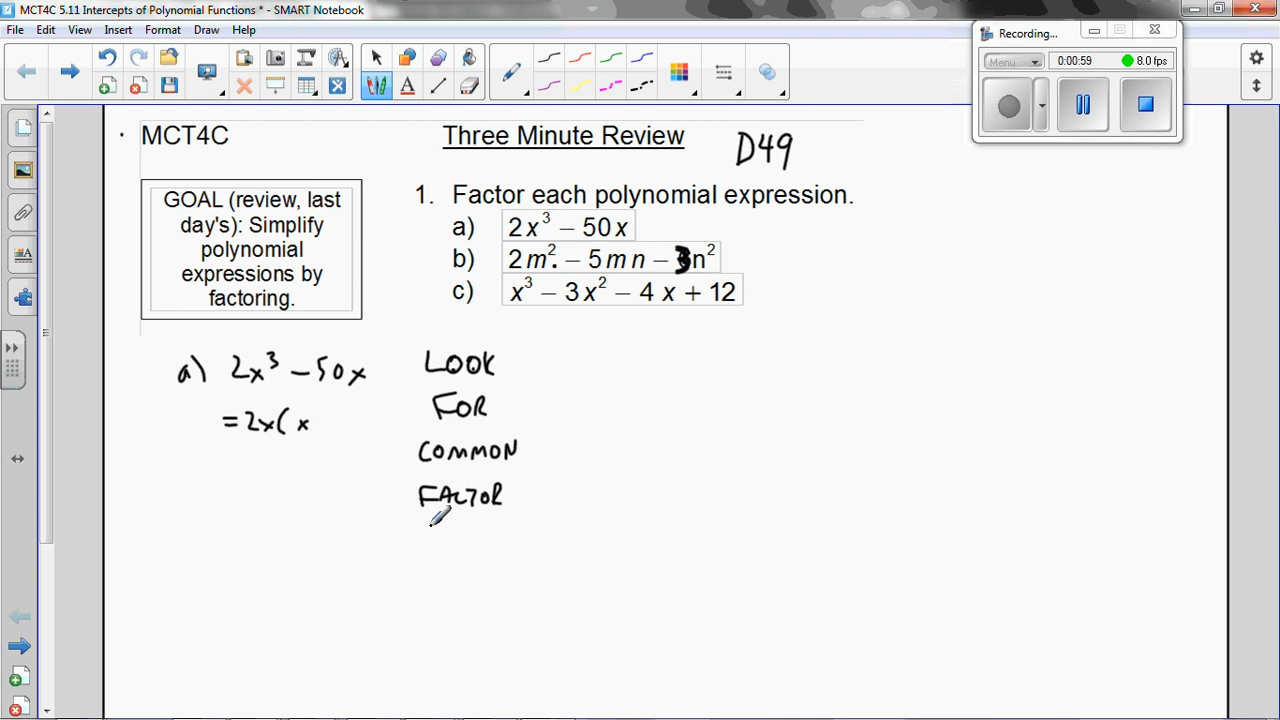 MCT4C 5.11 Intercepts of Polynomial Functions * - SMART Notebook
File Edit View Insert Format Draw Help
Recording...
Menu 0:00:59 8.0 fps
MCT4C Three Minute Review D49
GOAL (review, last
day's): Simplify
polynomial
expressions by
factoring.
1. Factor each polynomial expression.
a) 2x³ – 50x
b) 2m² – 5mn – 3n²
c) x³ – 3x² – 4x + 12
a) 2x³ – 50x
= 2x( x
LOOK
FOR
COMMON
FACTOR